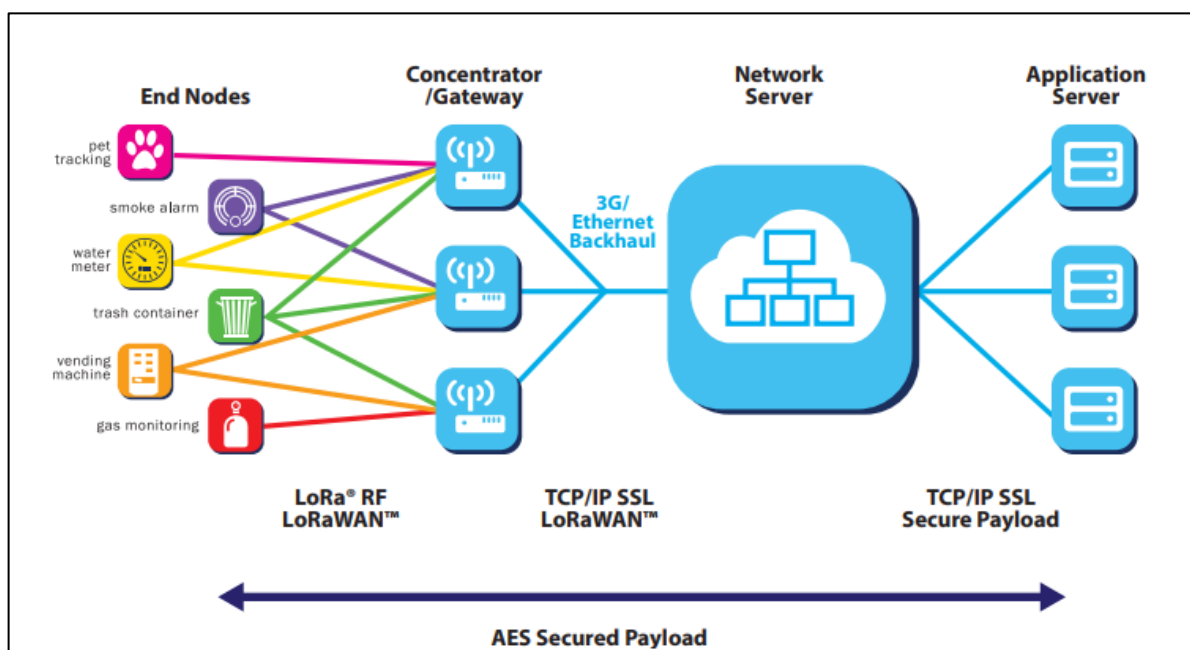 End Nodes
Concentrator
/Gateway
Network
Server
Application
Server
pet
tracking
smoke alarm
water
meter
trash container
vending
machine
gas monitoring
3G/
Ethernet
Backhaul
LoRa® RF
LoRaWAN™
TCP/IP SSL
LoRaWAN™
TCP/IP SSL
Secure Payload
AES Secured Payload